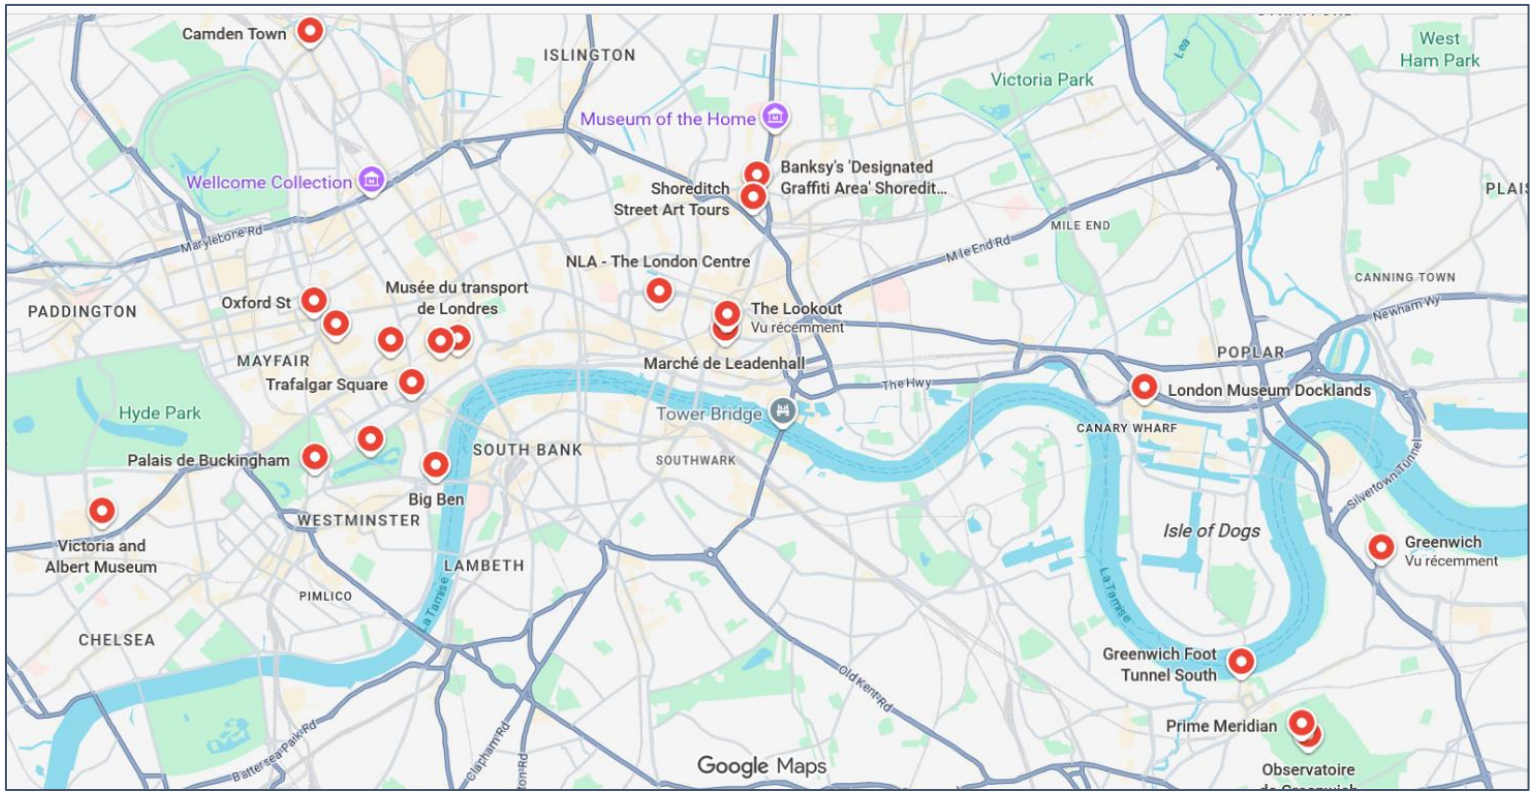 Camden Town
ISLINGTON
Victoria Park
Lea
West
Ham Park
Museum of the Home
Wellcome Collection
Banksy's 'Designated
Graffiti Area' Shoredit...
Shoreditch
Street Art Tours
Marylebone Rd
MILE END
Mile End Rd
NLA - The London Centre
CANNING TOWN
PADDINGTON
Oxford St
Musée du transport
de Londres
The Lookout
Vu récemment
Newham Wy
MAYFAIR
Marché de Leadenhall
POPLAR
Trafalgar Square
The Hwy
London Museum Docklands
Hyde Park
Tower Bridge
CANARY WHARF
Palais de Buckingham
SOUTH BANK
SOUTHWARK
Big Ben
Silvertown Tunnel
WESTMINSTER
Isle of Dogs
Victoria and
Albert Museum
Greenwich
Vu récemment
LAMBETH
PIMLICO
La Tamise
La Tamise
CHELSEA
Greenwich Foot
Tunnel South
Old Kent Rd
Prime Meridian
Battersea Park Rd
Clapham Rd
Google Maps
Observatoire
de Greenwich